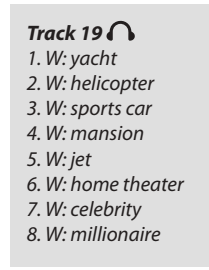 Track 19
1. W: yacht
2. W: helicopter
3. W: sports car
4. W: mansion
5. W: jet
6. W: home theater
7. W: celebrity
8. W: millionaire